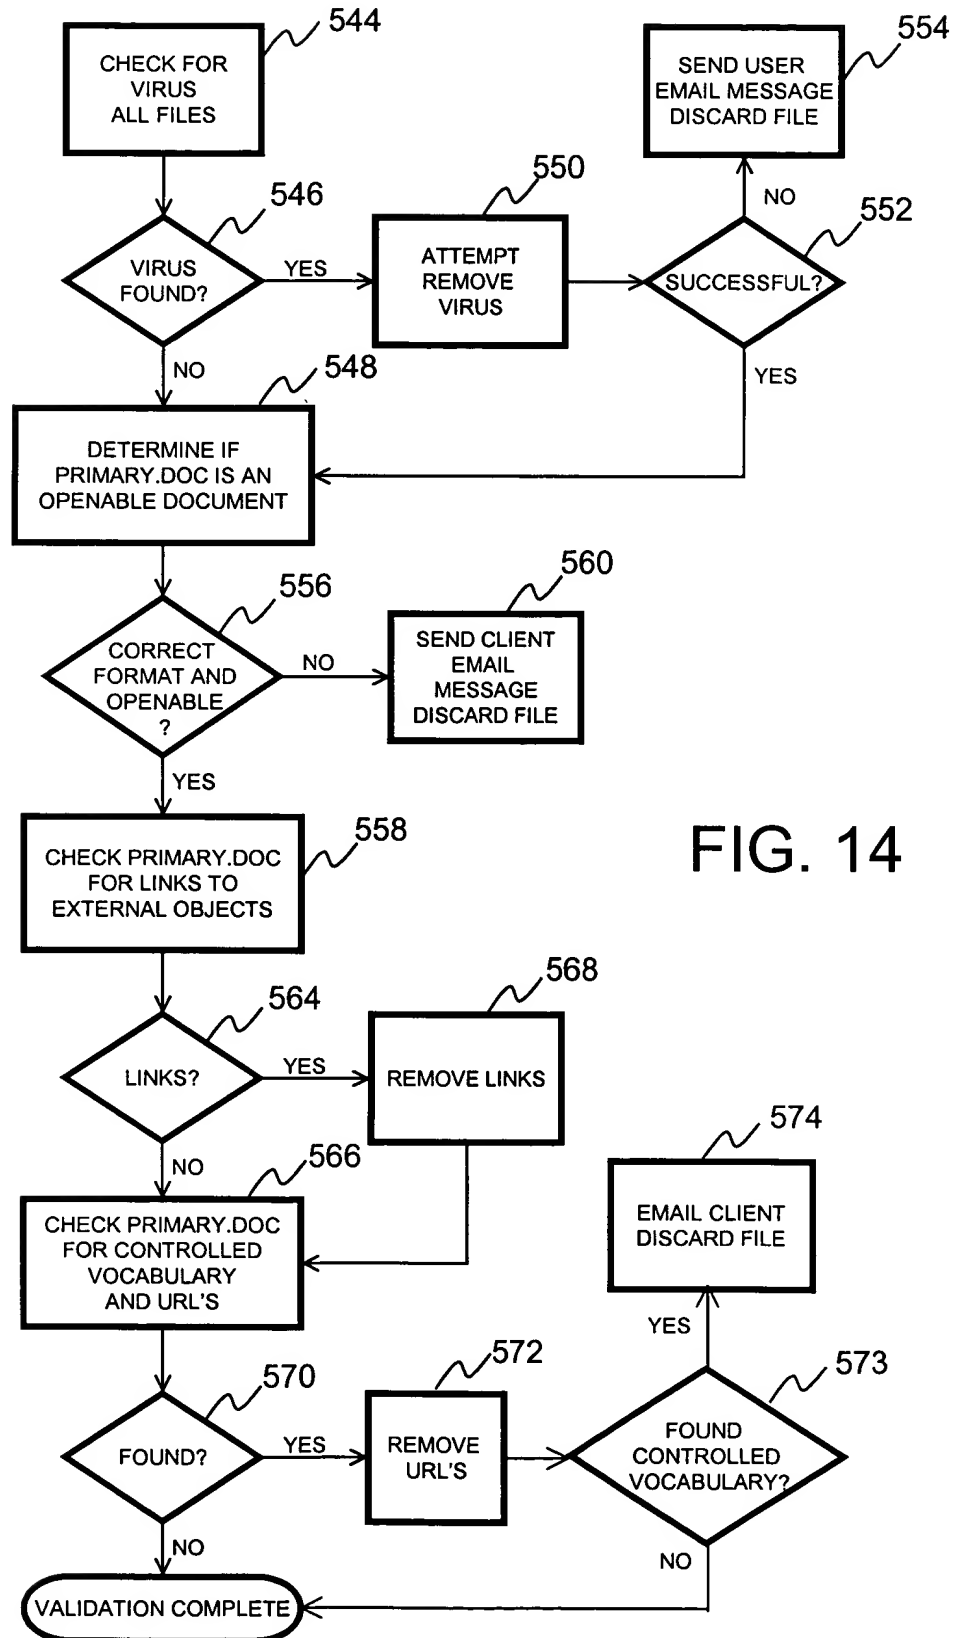 544
CHECK FOR
VIRUS
ALL FILES
554
SEND USER
EMAIL MESSAGE
DISCARD FILE
546
VIRUS
FOUND?
YES
550
ATTEMPT
REMOVE
VIRUS
NO
552
SUCCESSFUL?
YES
NO
548
DETERMINE IF
PRIMARY.DOC IS AN
OPENABLE DOCUMENT
556
CORRECT
FORMAT AND
OPENABLE
?
NO
560
SEND CLIENT
EMAIL
MESSAGE
DISCARD FILE
YES
558
CHECK PRIMARY.DOC
FOR LINKS TO
EXTERNAL OBJECTS
FIG. 14
564
LINKS?
YES
568
REMOVE LINKS
NO
566
CHECK PRIMARY.DOC
FOR CONTROLLED
VOCABULARY
AND URL'S
574
EMAIL CLIENT
DISCARD FILE
YES
570
FOUND?
YES
572
REMOVE
URL'S
573
FOUND
CONTROLLED
VOCABULARY?
NO
NO
VALIDATION COMPLETE